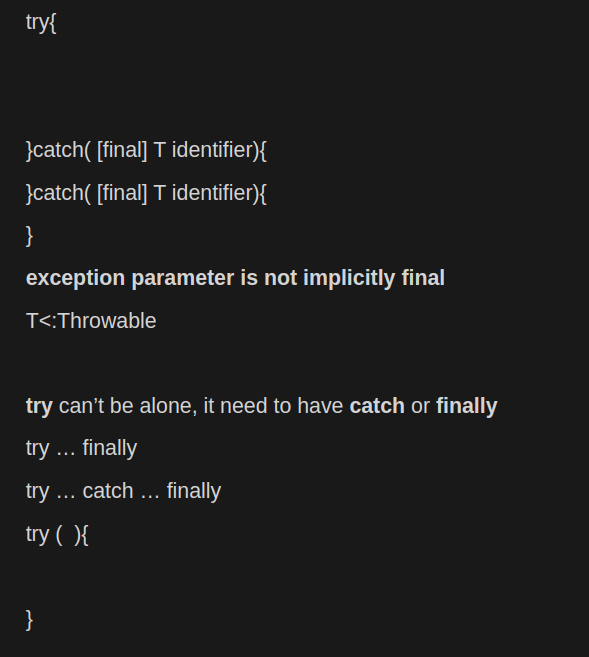 try{
}catch( [final] T identifier){
}catch( [final] T identifier){
}
exception parameter is not implicitly final
T<:Throwable
try can’t be alone, it need to have catch or finally
try … finally
try … catch … finally
try (  ){
}